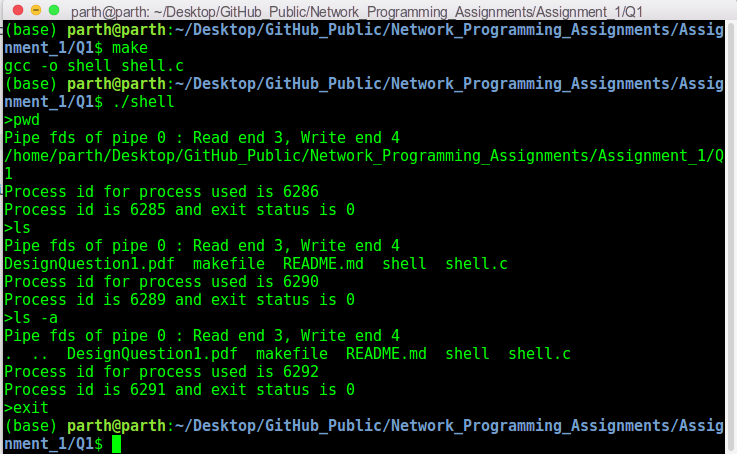 parth@parth: ~/Desktop/GitHub_Public/Network_Programming_Assignments/Assignment_1/Q1
(base) parth@parth:~/Desktop/GitHub_Public/Network_Programming_Assignments/Assig
nment_1/Q1$ make
gcc -o shell shell.c
(base) parth@parth:~/Desktop/GitHub_Public/Network_Programming_Assignments/Assig
nment_1/Q1$ ./shell
>pwd
Pipe fds of pipe 0 : Read end 3, Write end 4
/home/parth/Desktop/GitHub_Public/Network_Programming_Assignments/Assignment_1/Q
1
Process id for process used is 6286
Process id is 6285 and exit status is 0
>ls
Pipe fds of pipe 0 : Read end 3, Write end 4
DesignQuestion1.pdf  makefile  README.md  shell  shell.c
Process id for process used is 6290
Process id is 6289 and exit status is 0
>ls -a
Pipe fds of pipe 0 : Read end 3, Write end 4
.  ..  DesignQuestion1.pdf  makefile  README.md  shell  shell.c
Process id for process used is 6292
Process id is 6291 and exit status is 0
>exit
(base) parth@parth:~/Desktop/GitHub_Public/Network_Programming_Assignments/Assig
nment_1/Q1$